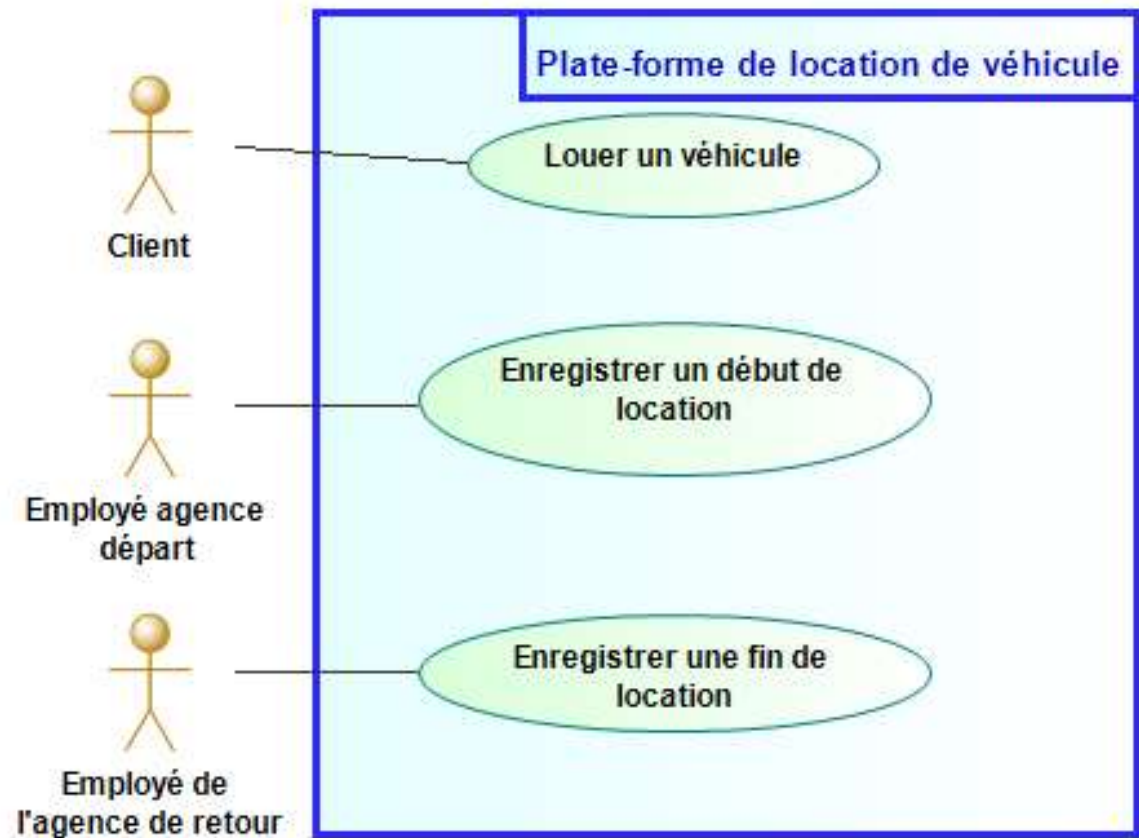 Plate-forme de location de véhicule
Louer un véhicule
Client
Enregistrer un début de
location
Employé agence
départ
Enregistrer une fin de
location
Employé de
l'agence de retour